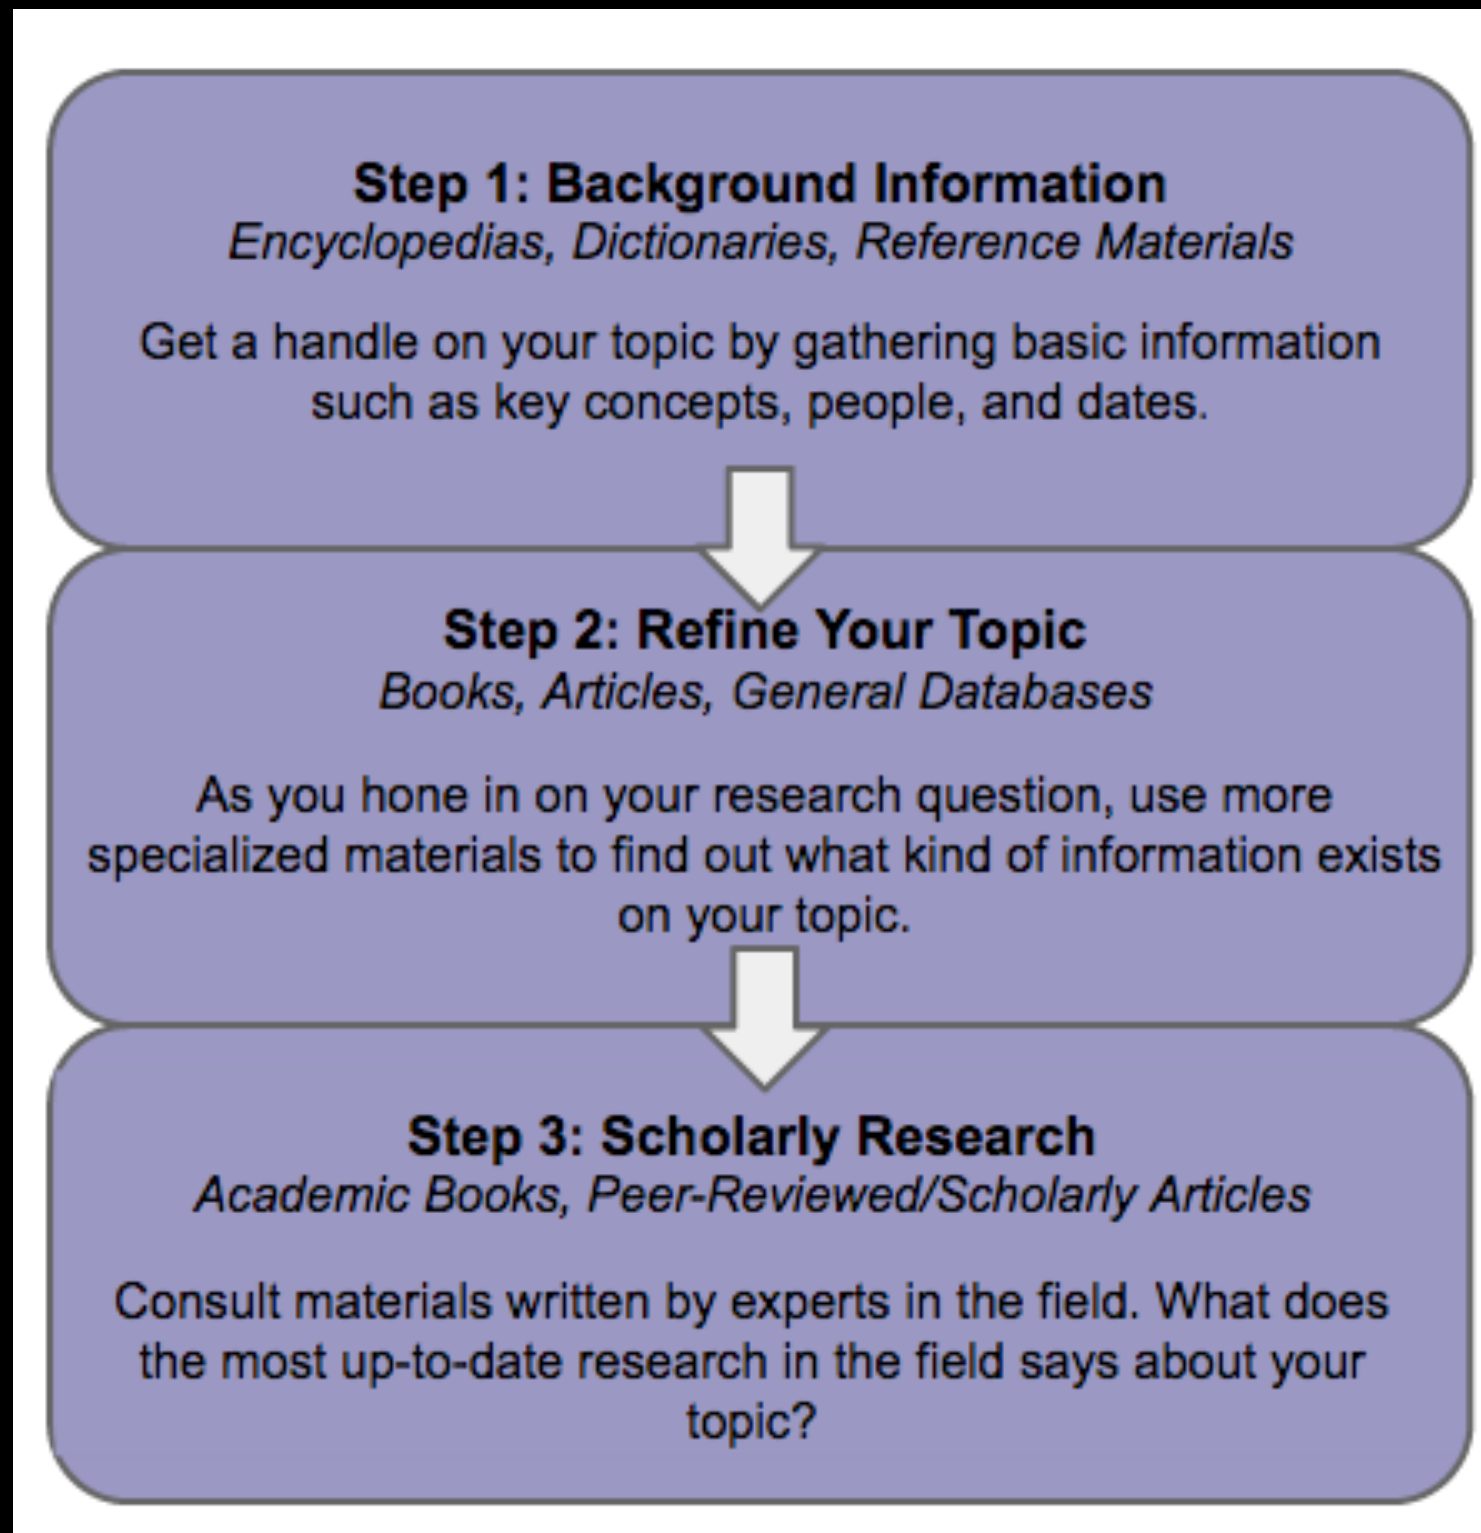 Step 1: Background Information
Encyclopedias, Dictionaries, Reference Materials
Get a handle on your topic by gathering basic information
such as key concepts, people, and dates.
Step 2: Refine Your Topic
Books, Articles, General Databases
As you hone in on your research question, use more
specialized materials to find out what kind of information exists
on your topic.
Step 3: Scholarly Research
Academic Books, Peer-Reviewed/Scholarly Articles
Consult materials written by experts in the field. What does
the most up-to-date research in the field says about your
topic?